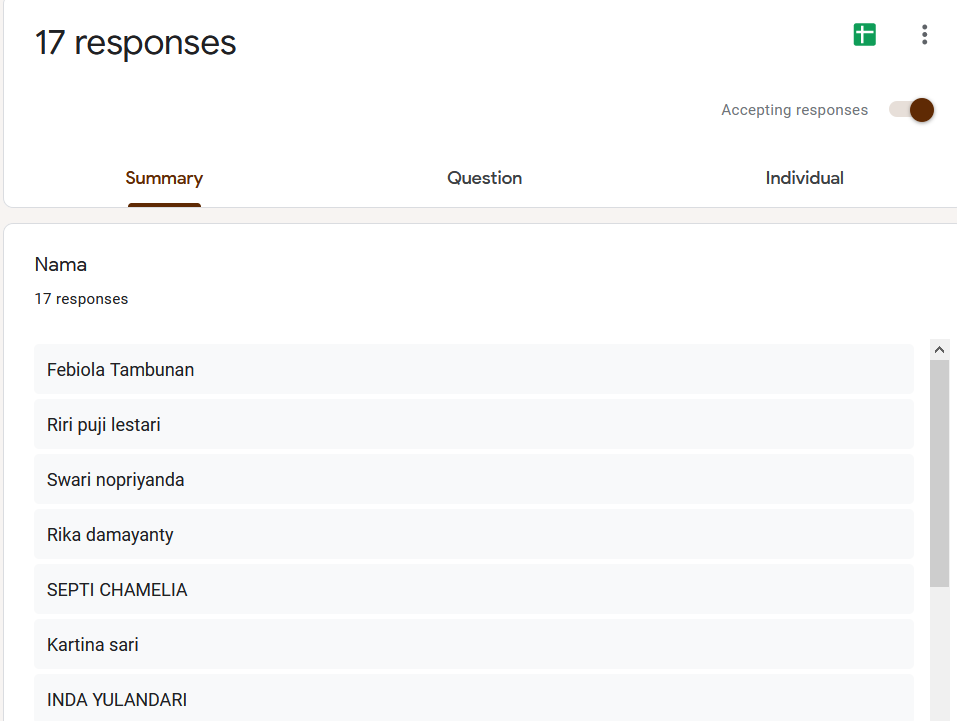 17 responses
Accepting responses
Summary
Question
Individual
Nama
17 responses
Febiola Tambunan
Riri puji lestari
Swari nopriyanda
Rika damayanty
SEPTI CHAMELIA
Kartina sari
INDA YULANDARI